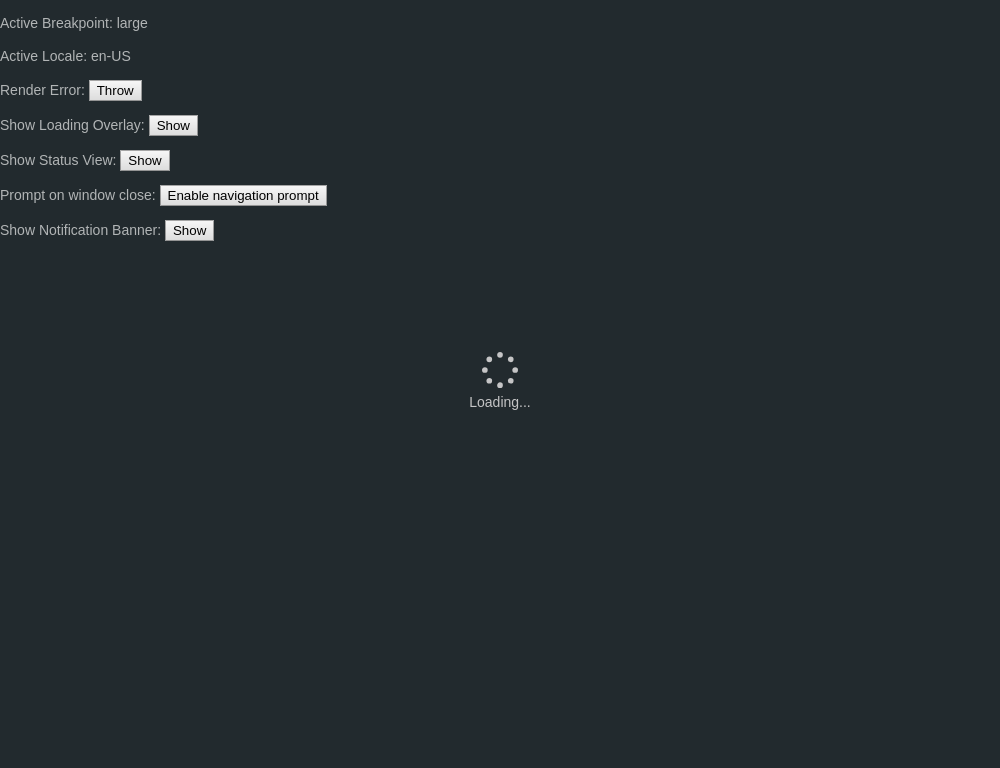 Active Breakpoint: large
Active Locale: en-US
Render Error: Throw
Show Loading Overlay: Show
Show Status View: Show
Prompt on window close: Enable navigation prompt
Show Notification Banner: Show
Loading...